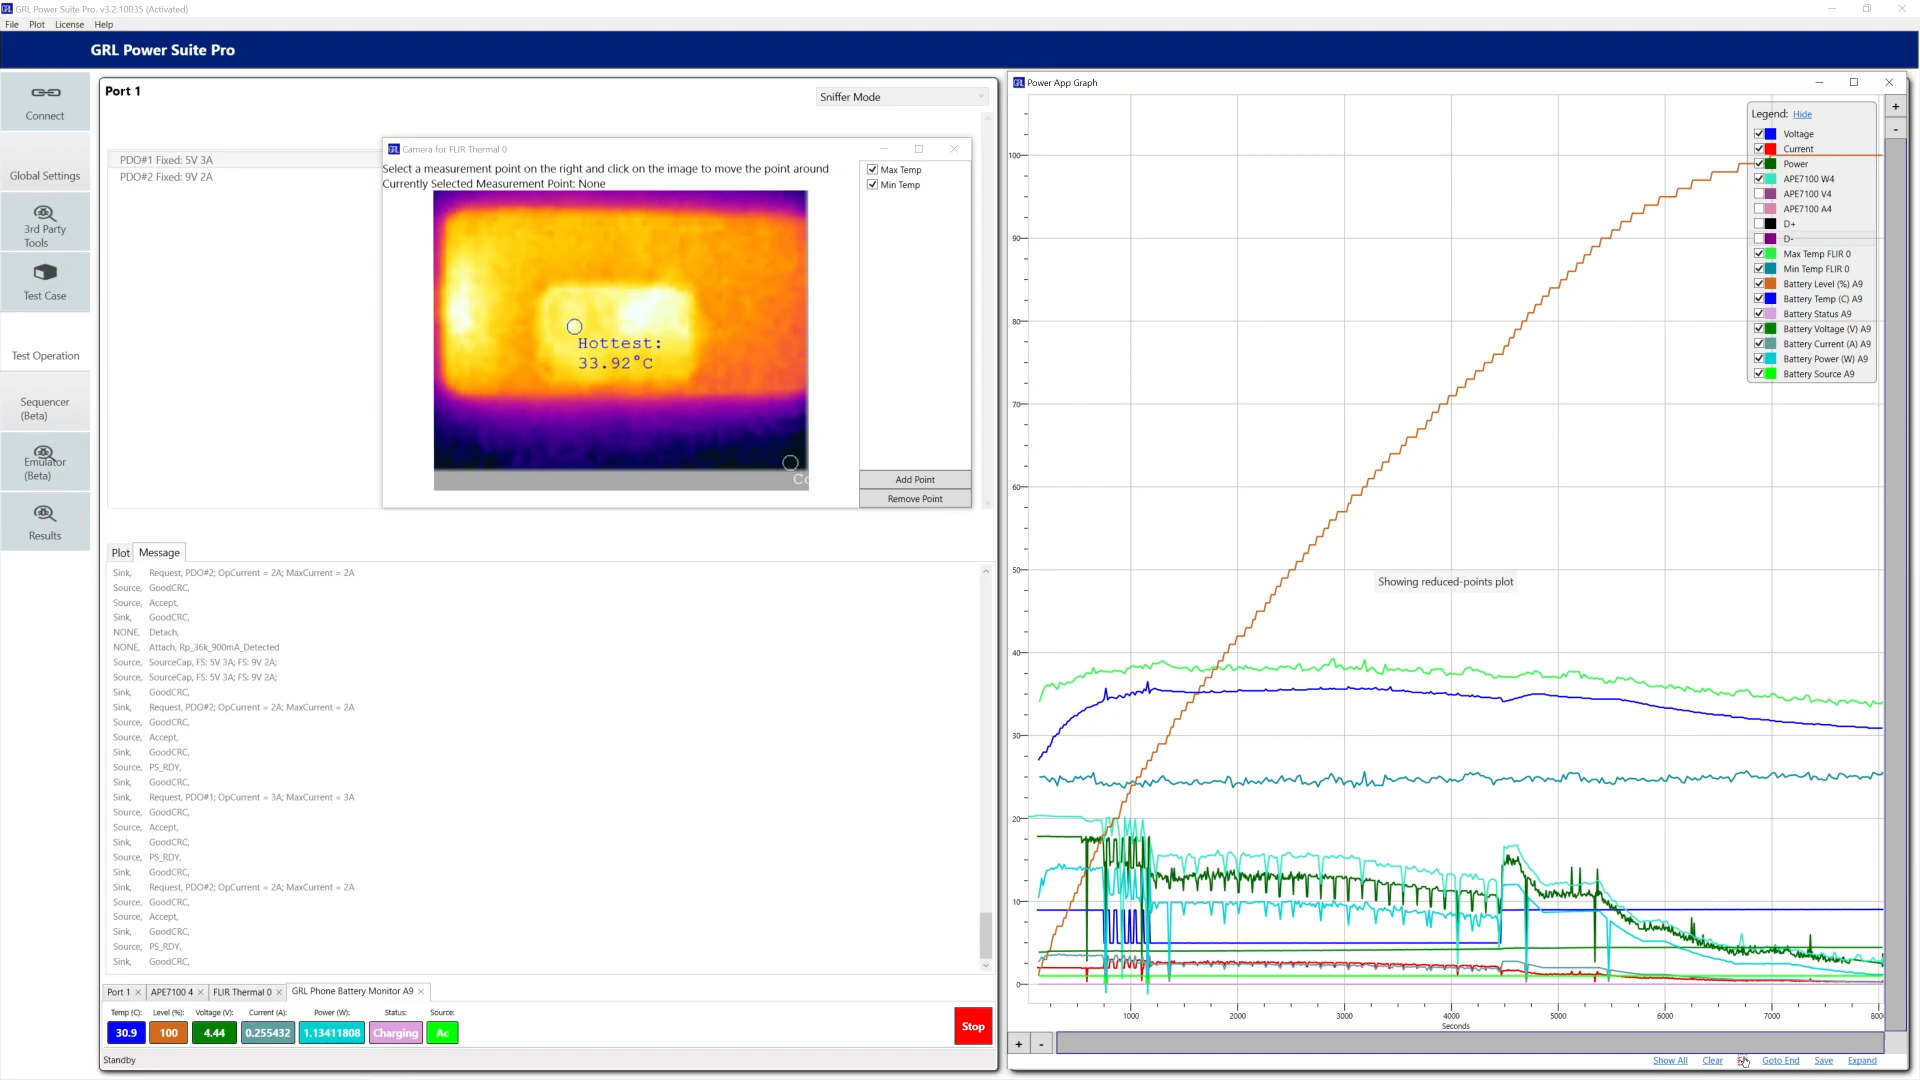 GRL Power Suite Pro. v3.2.10035 (Activated)
File Plot License Help
GRL Power Suite Pro
Connect
Global Settings
3rd Party
Tools
Test Case
Test Operation
Sequencer
(Beta)
Emulator
(Beta)
Results
Port 1
Sniffer Mode
PDO#1 Fixed: 5V 3A
PDO#2 Fixed: 9V 2A
Camera for FLIR Thermal 0
Select a measurement point on the right and click on the image to move the point around
Currently Selected Measurement Point: None
Max Temp
Min Temp
Hottest:
33.92°C
Add Point
Remove Point
Plot Message
Sink, Request, PDO#2; OpCurrent = 2A; MaxCurrent = 2A
Source, GoodCRC,
Source, Accept,
Sink, GoodCRC,
NONE, Detach,
NONE, Attach, Rp_36k_900mA_Detected
Source, SourceCap, FS: 5V 3A; FS: 9V 2A;
Source, SourceCap, FS: 5V 3A; FS: 9V 2A;
Sink, GoodCRC,
Sink, Request, PDO#2; OpCurrent = 2A; MaxCurrent = 2A
Source, GoodCRC,
Source, Accept,
Sink, GoodCRC,
Source, PS_RDY,
Sink, GoodCRC,
Sink, Request, PDO#1; OpCurrent = 3A; MaxCurrent = 3A
Source, GoodCRC,
Source, Accept,
Sink, GoodCRC,
Source, PS_RDY,
Sink, GoodCRC,
Sink, Request, PDO#2; OpCurrent = 2A; MaxCurrent = 2A
Source, GoodCRC,
Source, Accept,
Sink, GoodCRC,
Source, PS_RDY,
Sink, GoodCRC,
Port 1 APE7100 4 FLIR Thermal 0 GRL Phone Battery Monitor A9
Temp (C): Level (%): Voltage (V): Current (A): Power (W): Status: Source:
30.9 100 4.44 0.255432 1.13411808 Charging Ac
Stop
Standby
Power App Graph
Legend: Hide
Voltage
Current
Power
APE7100 W4
APE7100 V4
APE7100 A4
D+
D-
Max Temp FLIR 0
Min Temp FLIR 0
Battery Level (%) A9
Battery Temp (C) A9
Battery Status A9
Battery Voltage (V) A9
Battery Current (A) A9
Battery Power (W) A9
Battery Source A9
+
-
100
90
80
70
60
50
40
30
20
10
0
Showing reduced-points plot
1000 2000 3000 4000 5000 6000 7000 800
Seconds
+ -
Show All Clear Goto End Save Expand